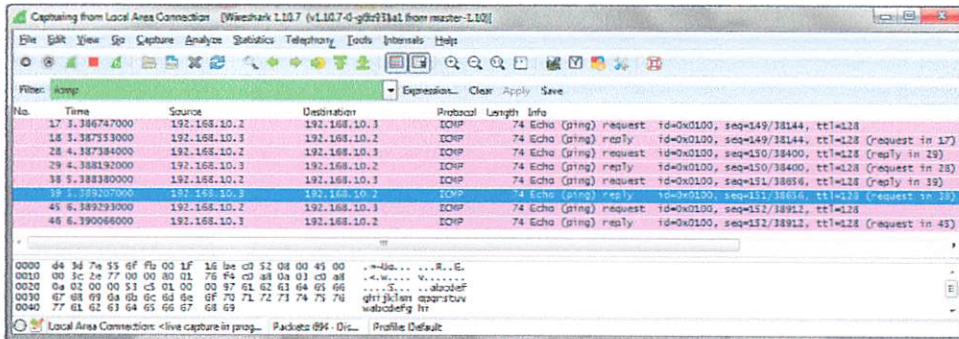 Capturing from Local Area Connection [Wireshark 1.10.7 (v1.10.7-0-g6b931a1 from master-1.10)]
File Edit View Go Capture Analyze Statistics Telephony Tools Internals Help
Filter: icmp Expression... Clear Apply Save
No. Time Source Destination Protocol Length Info
17 3.386747000 192.168.10.2 192.168.10.3 ICMP 74 Echo (ping) request id=0x0100, seq=149/38144, ttl=128
18 3.387553000 192.168.10.3 192.168.10.2 ICMP 74 Echo (ping) reply id=0x0100, seq=149/38144, ttl=128 (request in 17)
28 4.387384000 192.168.10.2 192.168.10.3 ICMP 74 Echo (ping) request id=0x0100, seq=150/38400, ttl=128 (reply in 29)
29 4.388192000 192.168.10.3 192.168.10.2 ICMP 74 Echo (ping) reply id=0x0100, seq=150/38400, ttl=128 (request in 28)
38 5.388380000 192.168.10.2 192.168.10.3 ICMP 74 Echo (ping) request id=0x0100, seq=151/38656, ttl=128 (reply in 39)
39 5.389207000 192.168.10.3 192.168.10.2 ICMP 74 Echo (ping) reply id=0x0100, seq=151/38656, ttl=128 (request in 38)
45 6.389293000 192.168.10.2 192.168.10.3 ICMP 74 Echo (ping) request id=0x0100, seq=152/38912, ttl=128
46 6.390066000 192.168.10.3 192.168.10.2 ICMP 74 Echo (ping) reply id=0x0100, seq=152/38912, ttl=128 (request in 45)
0000 d4 3d 7e 55 6f fb 00 1f 16 be c0 52 08 00 45 00 .=~Uo... ...R..E.
0010 00 3c 2e 77 00 00 80 01 76 f4 c0 a8 0a 03 c0 a8 .<.w.... v.......
0020 0a 02 00 00 53 c5 01 00 00 97 61 62 63 64 65 66 ....S... ..abcdef
0030 67 68 69 6a 6b 6c 6d 6e 6f 70 71 72 73 74 75 76 ghijklmn opqrstuv
0040 77 61 62 63 64 65 66 67 68 69 wabcdefg hi
Local Area Connection: <live capture in prog... Packets: 694 · Dis... Profile: Default